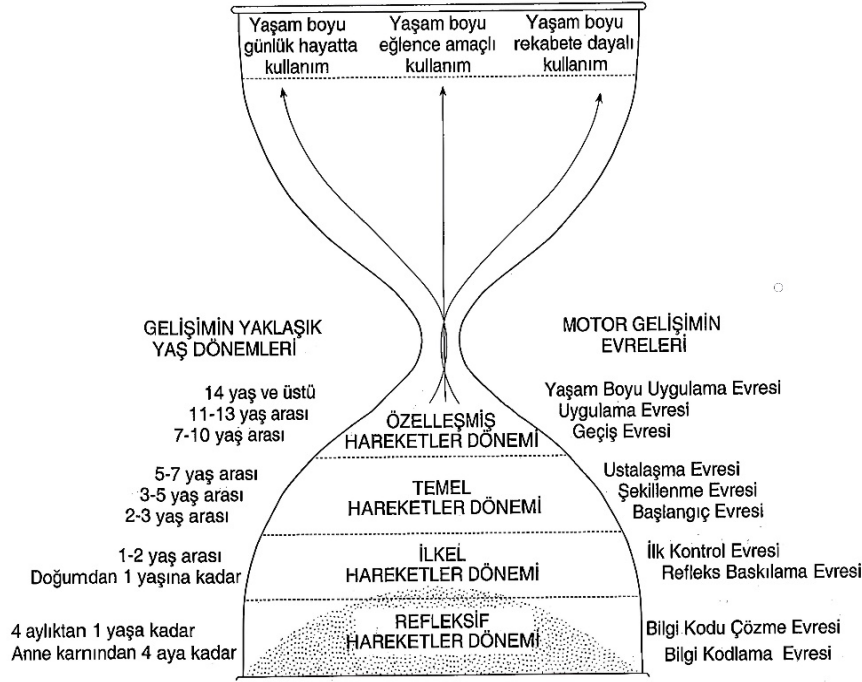 Yaşam boyu
günlük hayatta
kullanım
Yaşam boyu
eğlence amaçlı
kullanım
Yaşam boyu
rekabete dayalı
kullanım
GELİŞİMİN YAKLAŞIK
YAŞ DÖNEMLERİ
MOTOR GELİŞİMİN
EVRELERİ
14 yaş ve üstü
11-13 yaş arası
7-10 yaş arası
ÖZELLEŞMİŞ
HAREKETLER DÖNEMİ
Yaşam Boyu Uygulama Evresi
Uygulama Evresi
Geçiş Evresi
5-7 yaş arası
3-5 yaş arası
2-3 yaş arası
TEMEL
HAREKETLER DÖNEMİ
Ustalaşma Evresi
Şekillenme Evresi
Başlangıç Evresi
1-2 yaş arası
Doğumdan 1 yaşına kadar
İLKEL
HAREKETLER DÖNEMİ
İlk Kontrol Evresi
Refleks Baskılama Evresi
4 aylıktan 1 yaşa kadar
Anne karnından 4 aya kadar
REFLEKSİF
HAREKETLER DÖNEMİ
Bilgi Kodu Çözme Evresi
Bilgi Kodlama Evresi